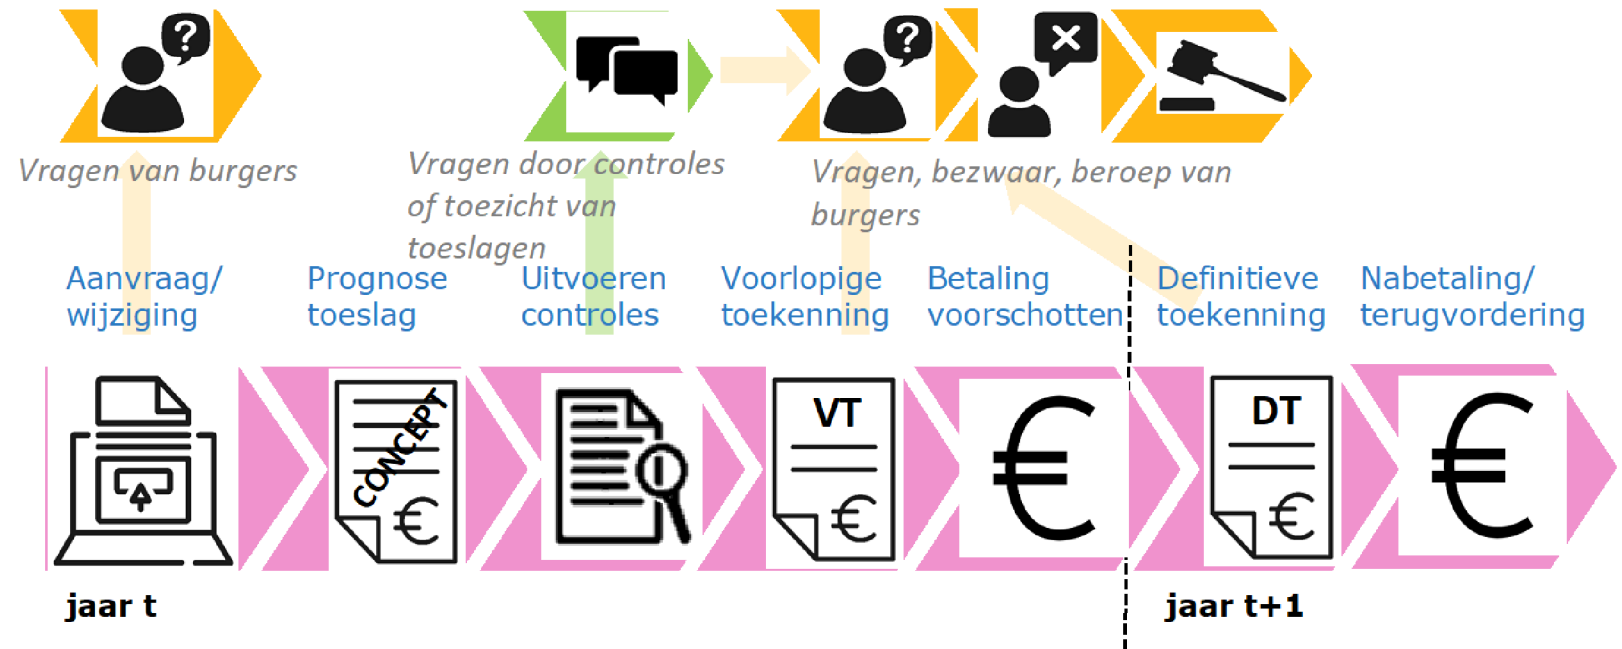 ?
?
Vragen van burgers
Vragen door controles
of toezicht van
toeslagen
Vragen, bezwaar, beroep van
burgers
Aanvraag/
wijziging
Prognose
toeslag
Uitvoeren
controles
Voorlopige
toekenning
Betaling
voorschotten
Definitieve
toekenning
Nabetaling/
terugvordering
CONCEPT
€
VT
€
€
DT
€
€
jaar t
jaar t+1